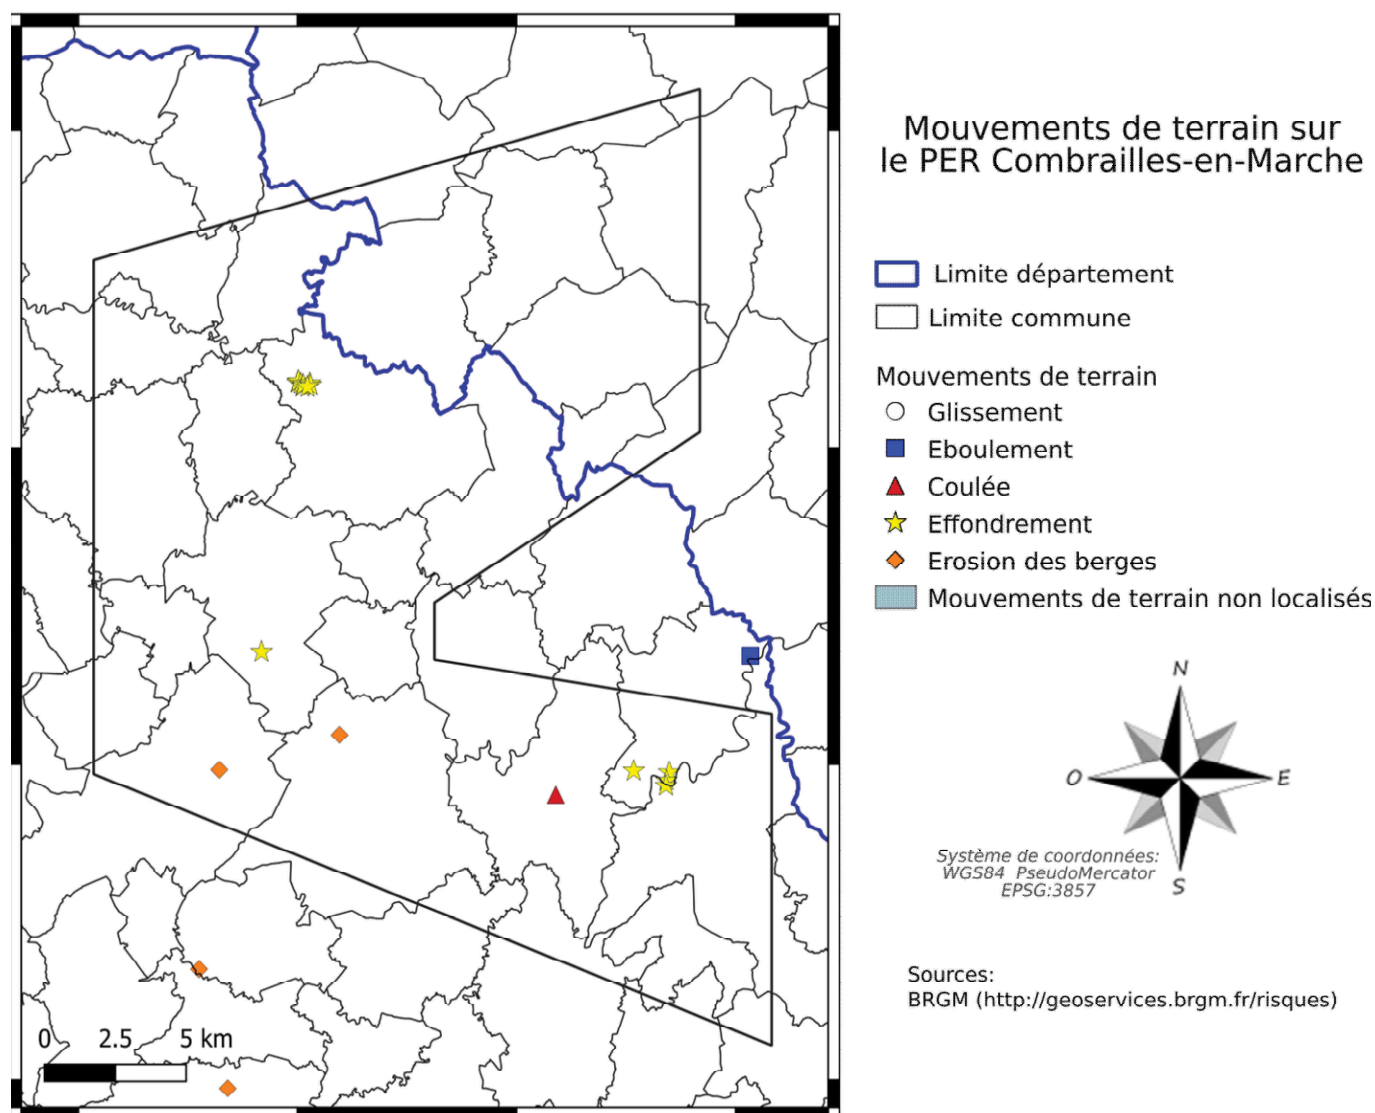 Mouvements de terrain sur
le PER Combrailles-en-Marche
Limite département
Limite commune
Mouvements de terrain
Glissement
Eboulement
Coulée
Effondrement
Erosion des berges
Mouvements de terrain non localisés
N
O
E
S
Système de coordonnées:
WGS84 PseudoMercator
EPSG:3857
Sources:
BRGM (http://geoservices.brgm.fr/risques)
0 2.5 5 km